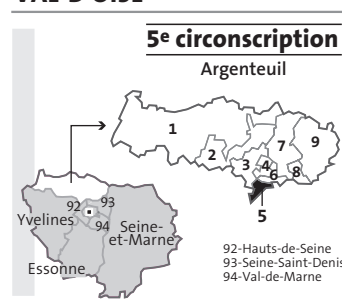 VAL-D'OISE
5e circonscription
Argenteuil
1
2
3
4
6
7
8
9
5
92
93
94
Yvelines
Seine-
et-Marne
Essonne
92-Hauts-de-Seine
93-Seine-Saint-Denis
94-Val-de-Marne